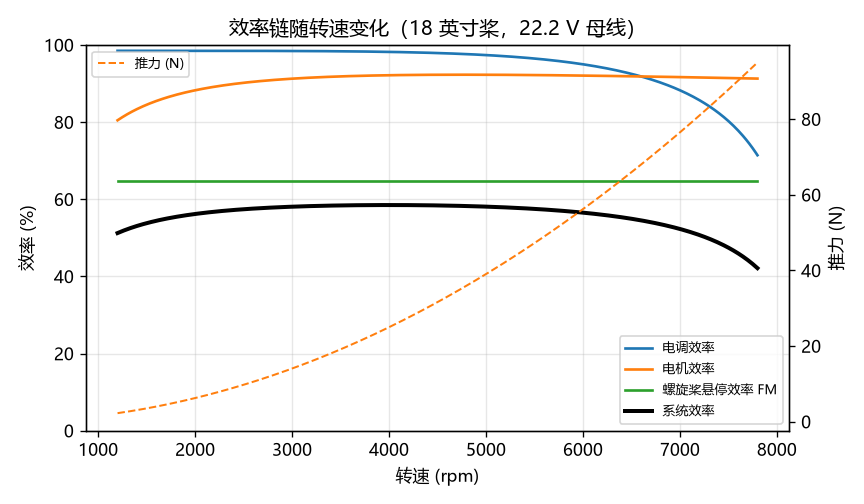 效率链随转速变化（18 英寸桨，22.2 V 母线）
推力 (N)
100
80
60
40
20
0
效率 (%)
80
60
40
20
0
推力 (N)
电调效率
电机效率
螺旋桨悬停效率 FM
系统效率
1000 2000 3000 4000 5000 6000 7000 8000
转速 (rpm)